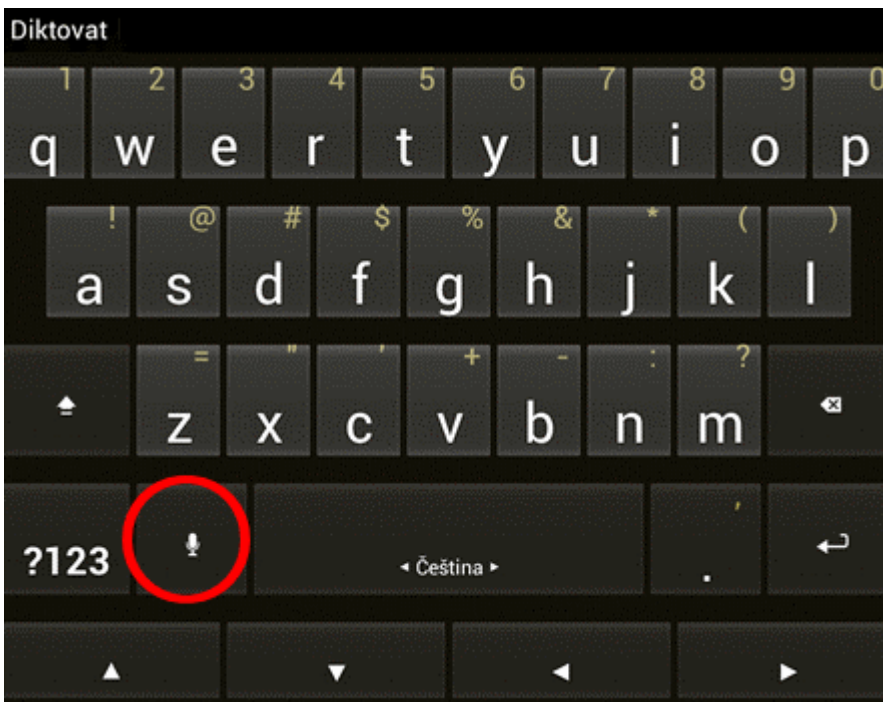 Diktovat
1 2 3 4 5 6 7 8 9 0
q w e r t y u i o p
! @ # $ % & * ( )
a s d f g h j k l
= " ' + - : ?
z x c v b n m
?123 Čeština . ,